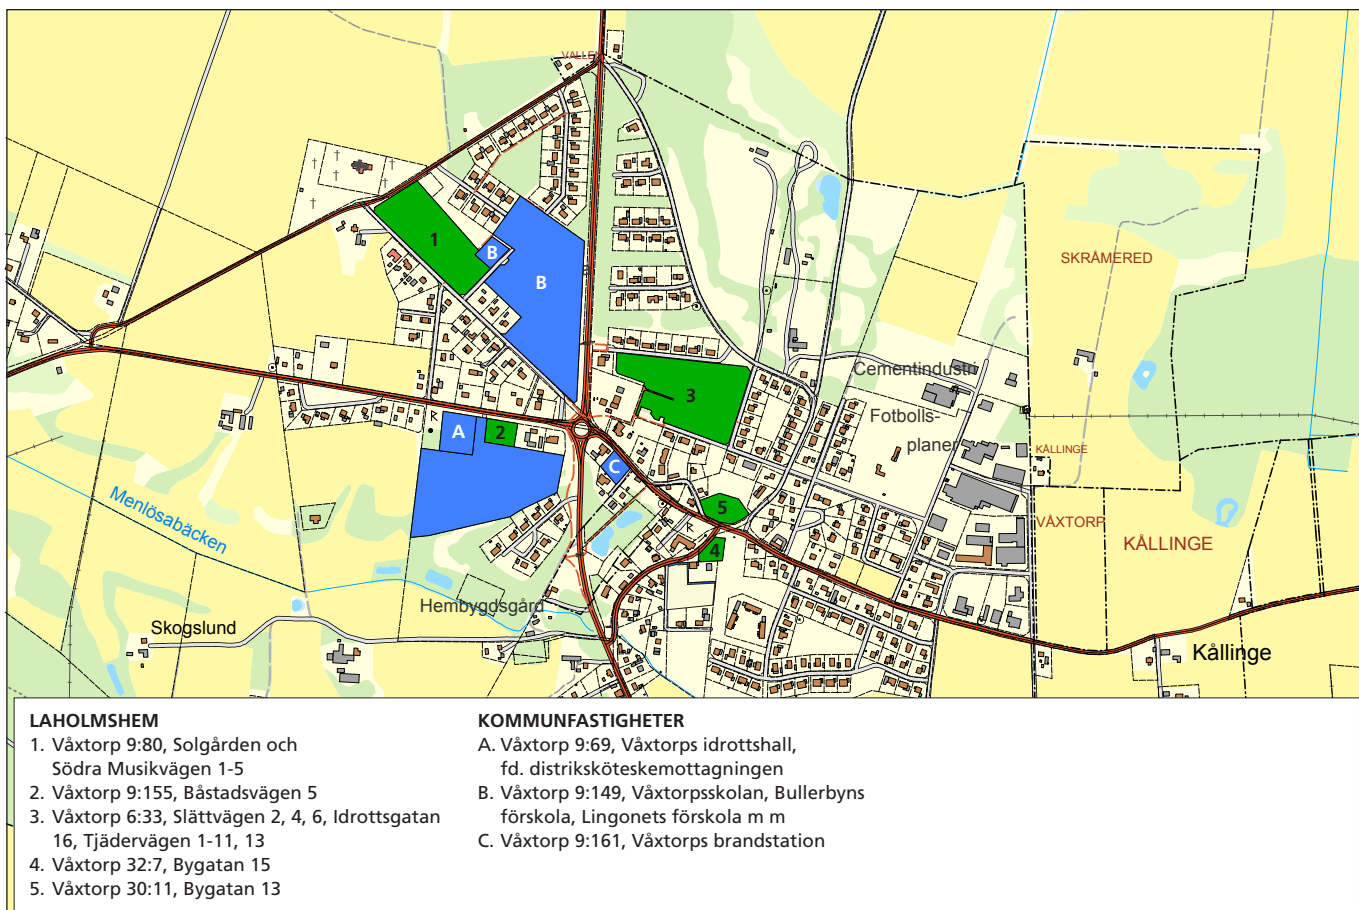 VALLEN
1
B
B
SKRÅMERED
Cementindustri
3
Fotbolls-
planer
A
2
KÅLLINGE
C
Menlösabäcken
5
VÅXTORP
KÅLLINGE
4
Hembygdsgård
Skogslund
Kållinge
LAHOLMSHEM
1. Våxtorp 9:80, Solgården och
Södra Musikvägen 1-5
2. Våxtorp 9:155, Båstadsvägen 5
3. Våxtorp 6:33, Slättvägen 2, 4, 6, Idrottsgatan
16, Tjädervägen 1-11, 13
4. Våxtorp 32:7, Bygatan 15
5. Våxtorp 30:11, Bygatan 13
KOMMUNFASTIGHETER
A. Våxtorp 9:69, Våxtorps idrottshall,
fd. distriksköteskemottagningen
B. Våxtorp 9:149, Våxtorpsskolan, Bullerbyns
förskola, Lingonets förskola m m
C. Våxtorp 9:161, Våxtorps brandstation